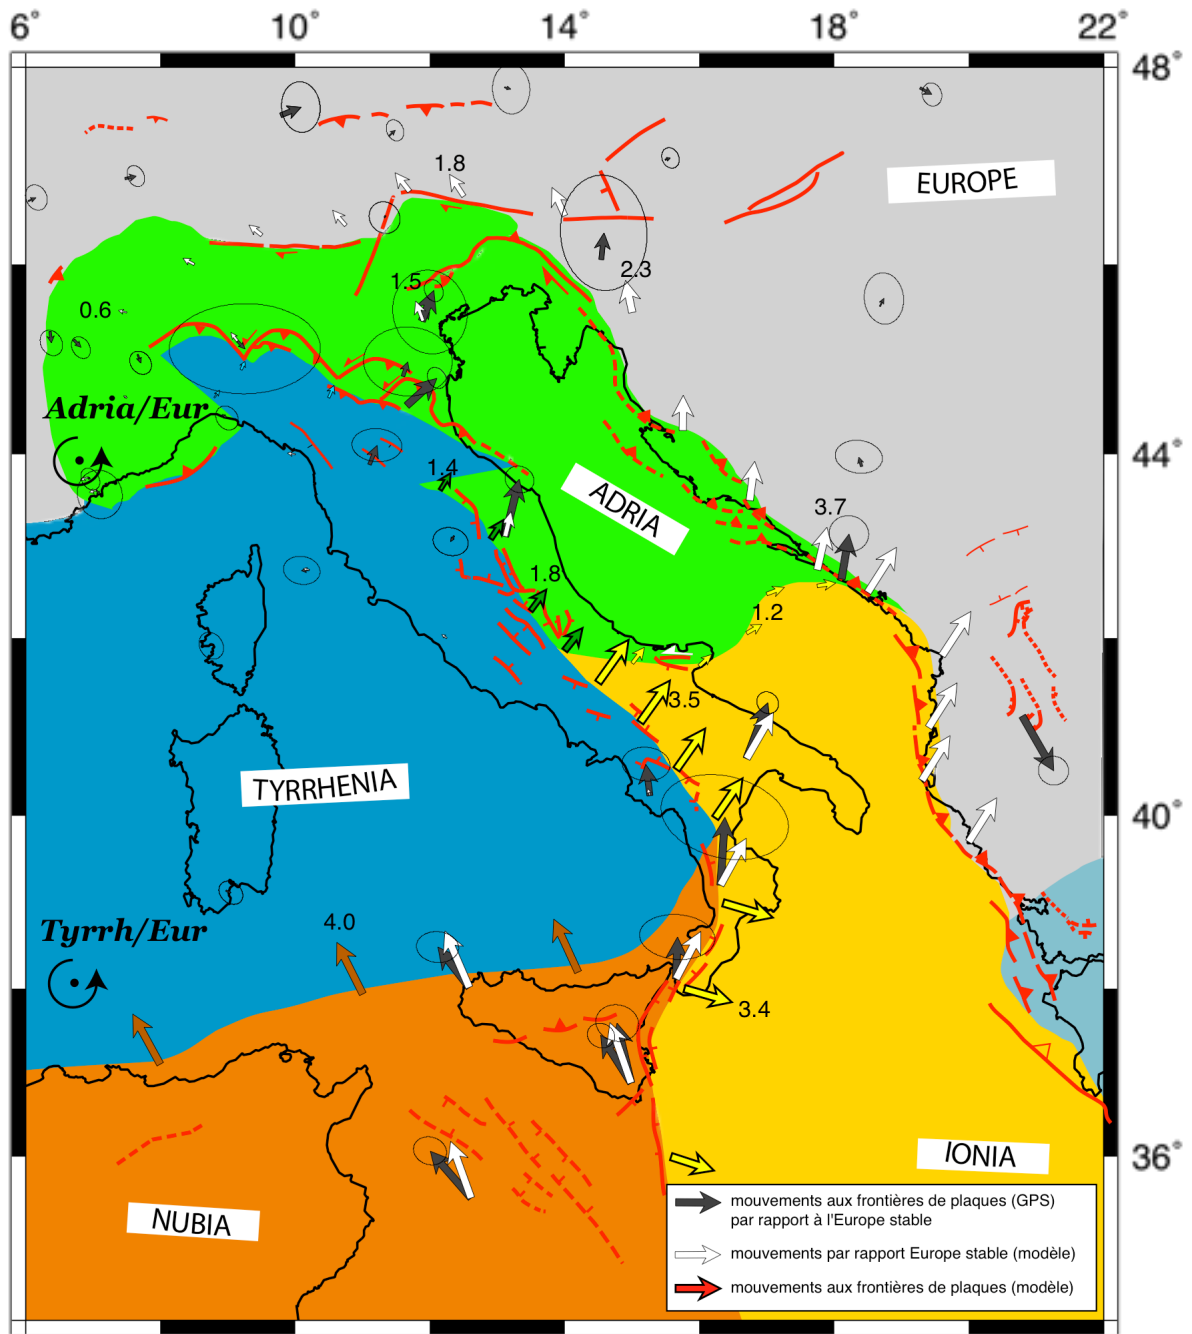 6° 10° 14° 18° 22°
48°
1.8
EUROPE
2.3
1.5
0.6
Adria/Eur
44°
1.4
ADRIA
3.7
1.8
1.2
3.5
TYRRHENIA
40°
4.0
Tyrrh/Eur
3.4
36°
IONIA
NUBIA
mouvements aux frontières de plaques (GPS)
par rapport à l'Europe stable
mouvements par rapport Europe stable (modèle)
mouvements aux frontières de plaques (modèle)